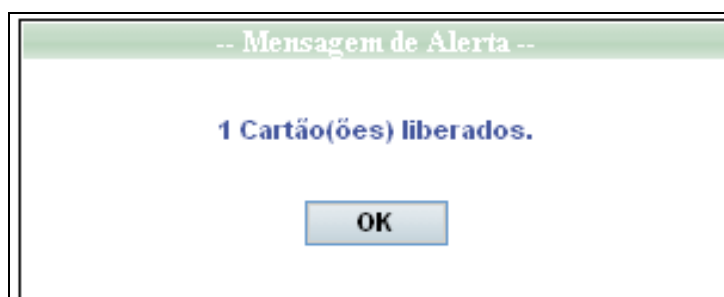 -- Mensagem de Alerta --
1 Cartão(ões) liberados.
OK